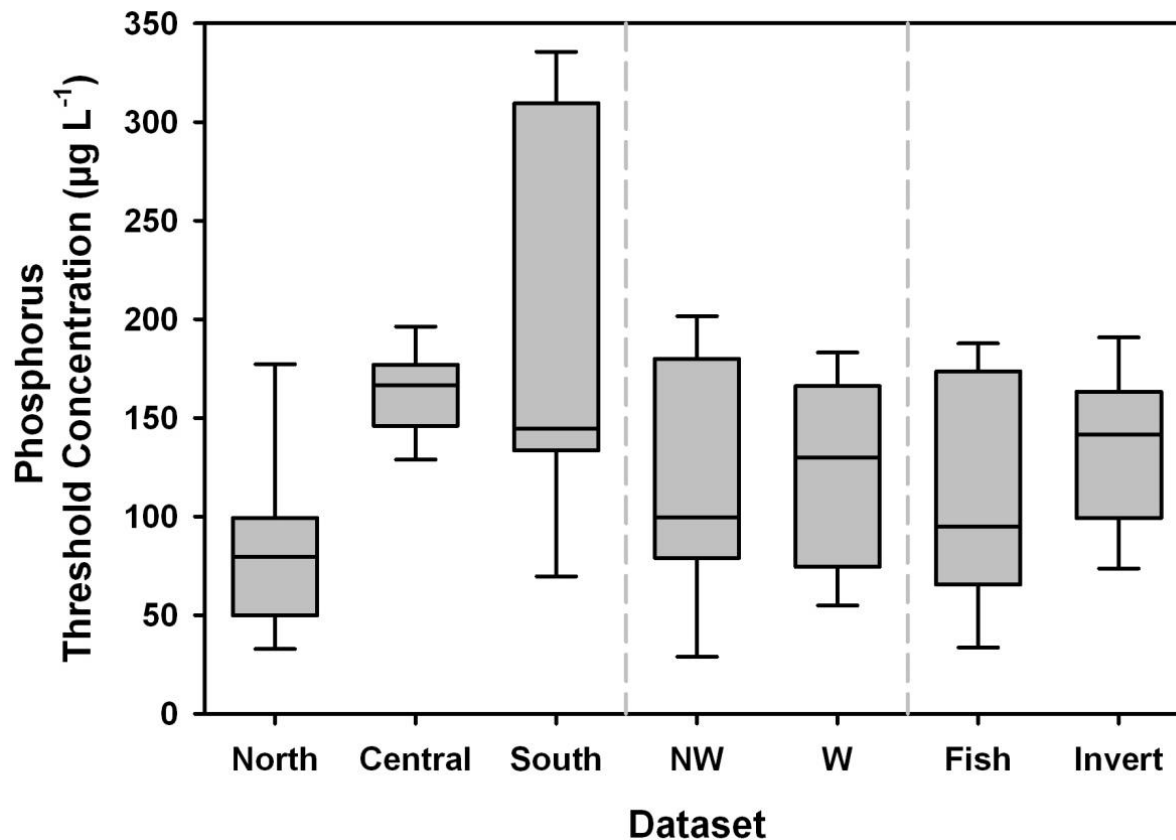 Phosphorus
Threshold Concentration (µg L⁻¹)
350
300
250
200
150
100
50
0
North Central South NW W Fish Invert
Dataset